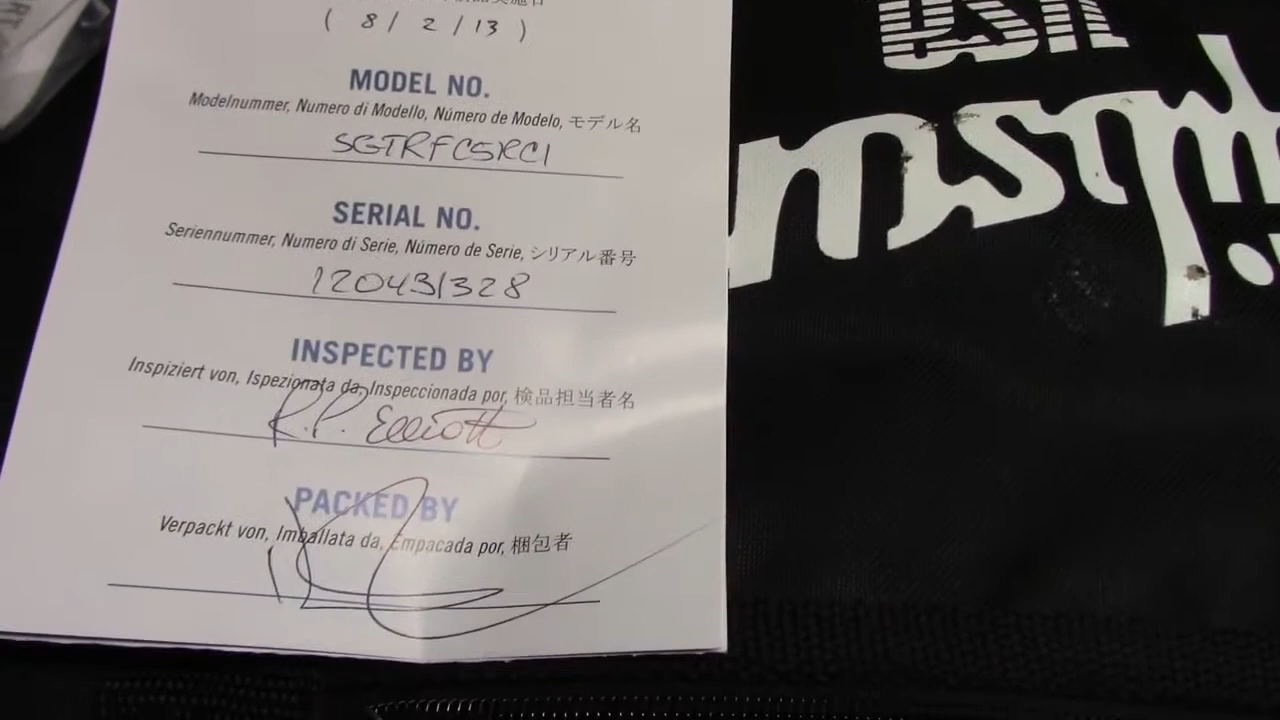 ( 8 / 2 / 13 )
MODEL NO.
Modelnummer, Numero di Modello, Número de Modelo, モデル名
SGTRFCSRC1
SERIAL NO.
Seriennummer, Numero di Serie, Número de Serie, シリアル番号
120431328
INSPECTED BY
Inspiziert von, Ispezionata da, Inspeccionada por, 検品担当者名
R.P. Elliott
PACKED BY
Verpackt von, Imballata da, Empacada por, 梱包者